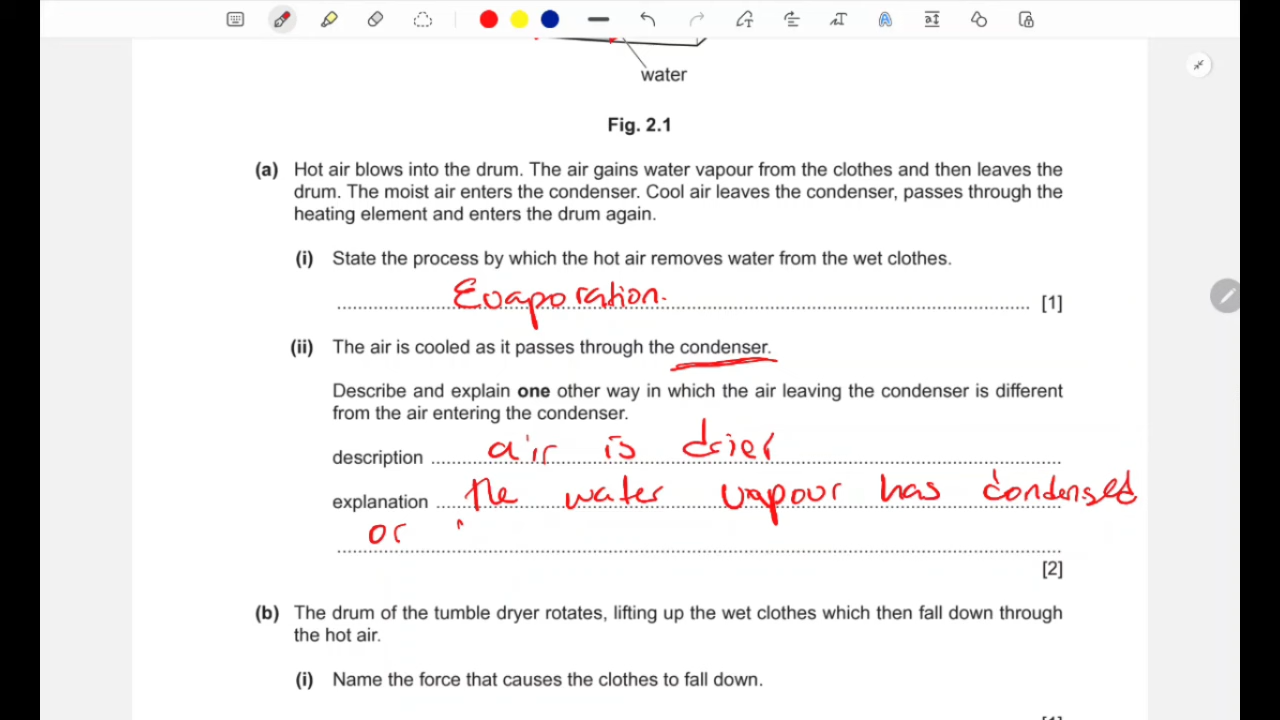 water
Fig. 2.1
(a) Hot air blows into the drum. The air gains water vapour from the clothes and then leaves the
drum. The moist air enters the condenser. Cool air leaves the condenser, passes through the
heating element and enters the drum again.
(i) State the process by which the hot air removes water from the wet clothes.
Evaporation. [1]
(ii) The air is cooled as it passes through the condenser.
Describe and explain one other way in which the air leaving the condenser is different
from the air entering the condenser.
description air is drier
explanation the water vapour has condensed
or
[2]
(b) The drum of the tumble dryer rotates, lifting up the wet clothes which then fall down through
the hot air.
(i) Name the force that causes the clothes to fall down.